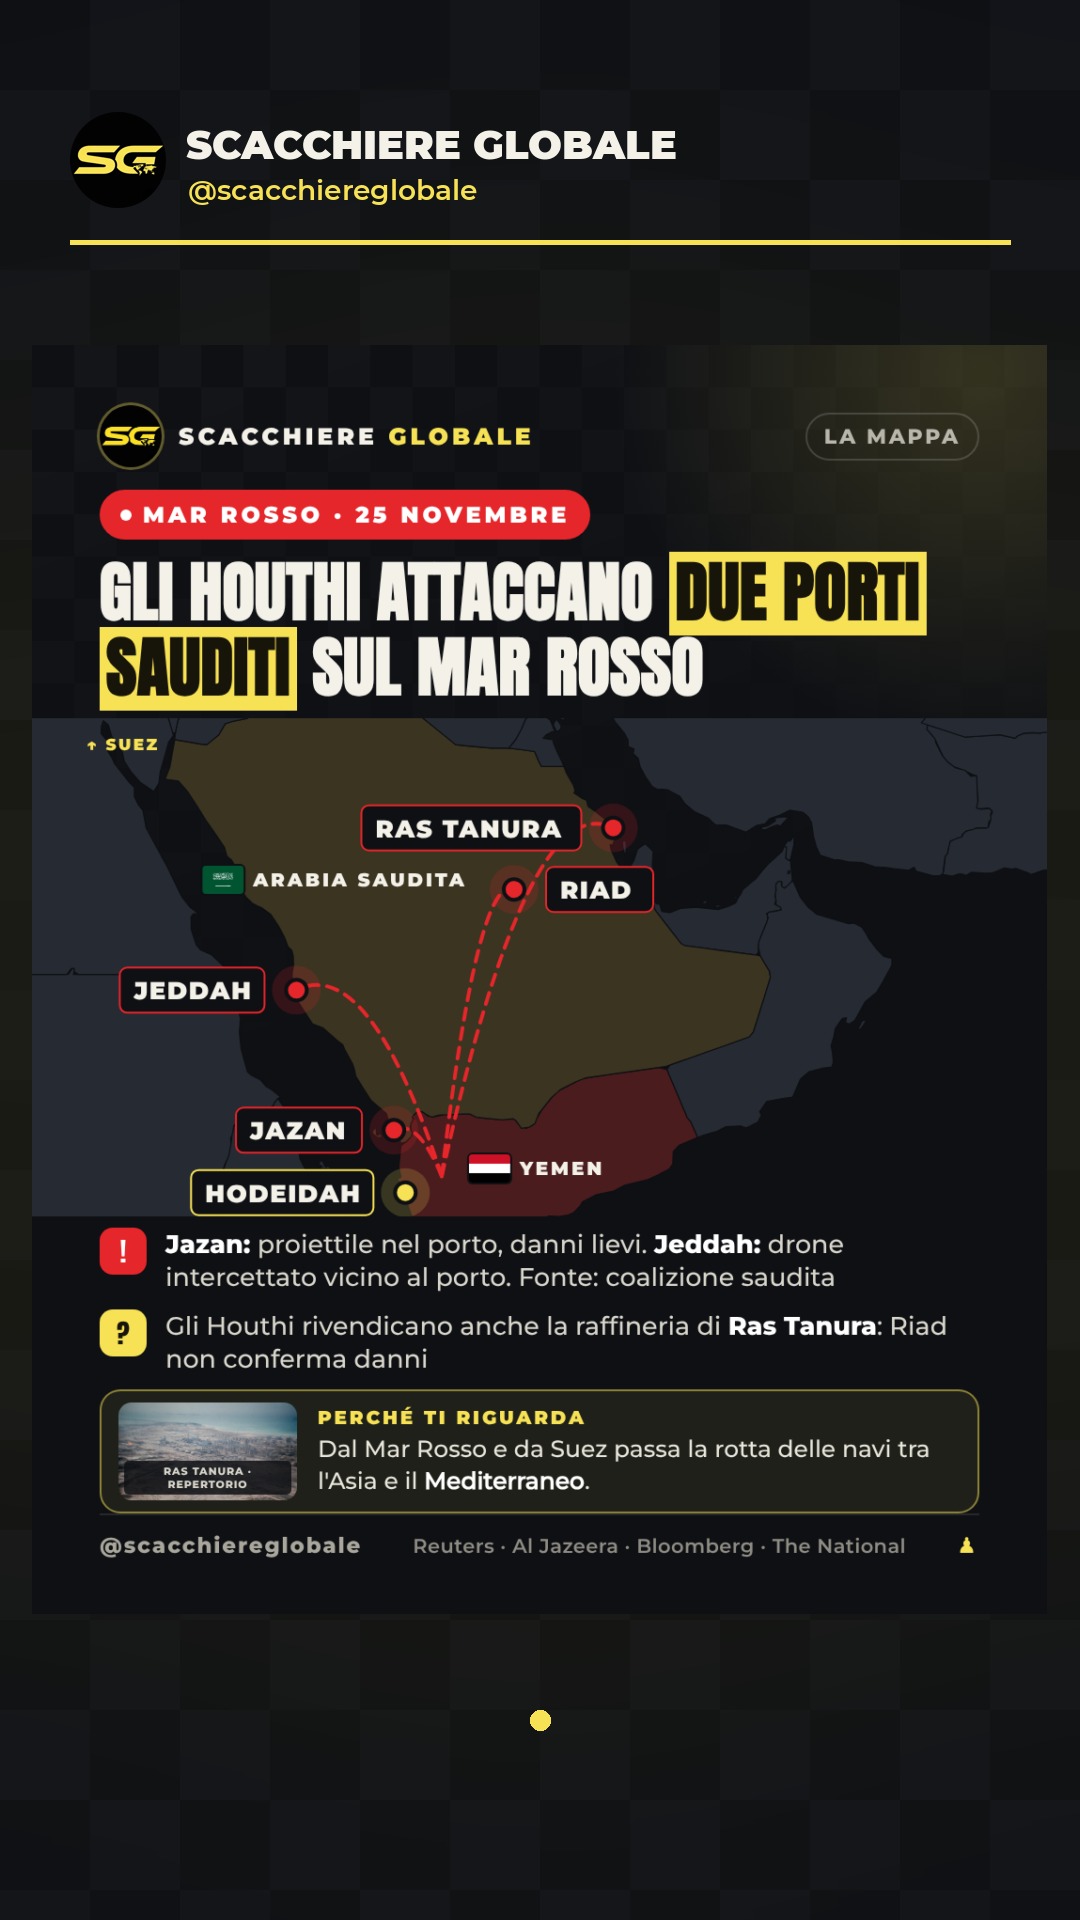 SG
SCACCHIERE GLOBALE
@scacchiereglobale
SG
SCACCHIERE GLOBALE
LA MAPPA
MAR ROSSO · 25 NOVEMBRE
GLI HOUTHI ATTACCANO DUE PORTI
SAUDITI SUL MAR ROSSO
↑ SUEZ
RAS TANURA
ARABIA SAUDITA
RIAD
JEDDAH
JAZAN
YEMEN
HODEIDAH
! Jazan: proiettile nel porto, danni lievi. Jeddah: drone
intercettato vicino al porto. Fonte: coalizione saudita
? Gli Houthi rivendicano anche la raffineria di Ras Tanura: Riad
non conferma danni
PERCHÉ TI RIGUARDA
Dal Mar Rosso e da Suez passa la rotta delle navi tra
l'Asia e il Mediterraneo.
RAS TANURA ·
REPERTORIO
@scacchiereglobale
Reuters · Al Jazeera · Bloomberg · The National